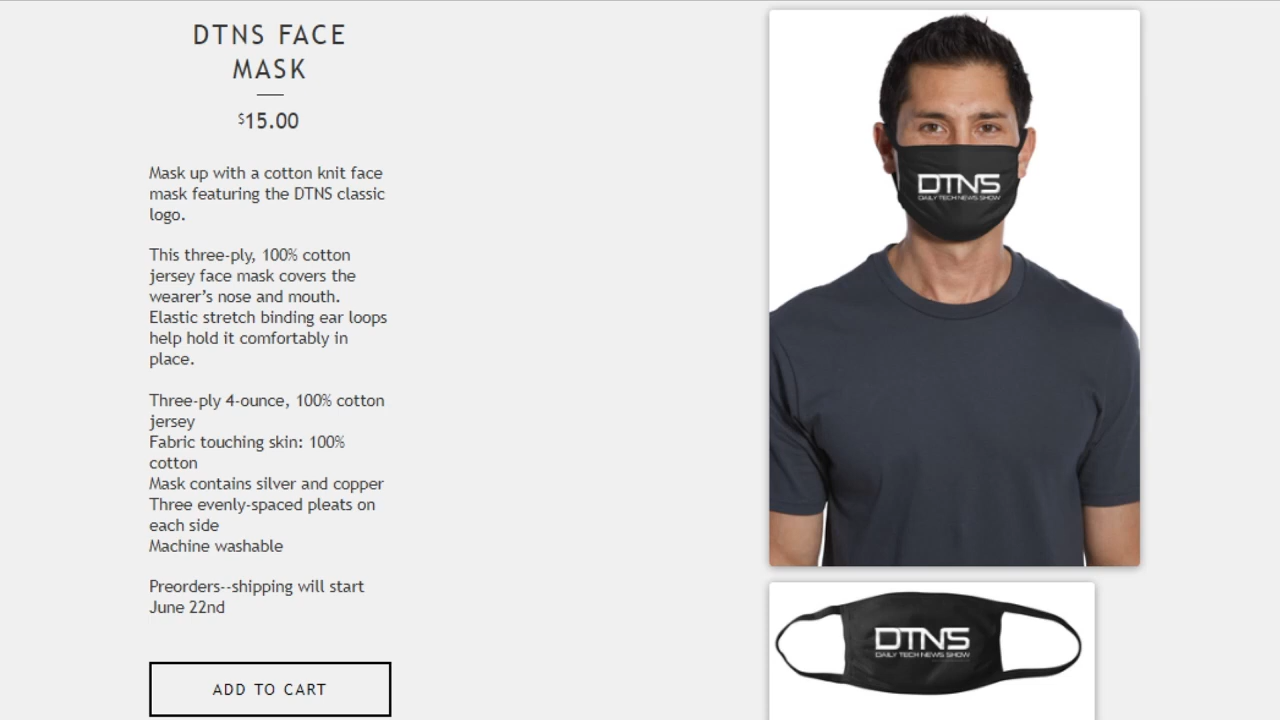 DTNS FACE
MASK
$15.00
Mask up with a cotton knit face
mask featuring the DTNS classic
logo.
This three-ply, 100% cotton
jersey face mask covers the
wearer's nose and mouth.
Elastic stretch binding ear loops
help hold it comfortably in
place.
Three-ply 4-ounce, 100% cotton
jersey
Fabric touching skin: 100%
cotton
Mask contains silver and copper
Three evenly-spaced pleats on
each side
Machine washable
Preorders--shipping will start
June 22nd
ADD TO CART
DTNS
DAILY TECH NEWS SHOW
DTNS
DAILY TECH NEWS SHOW